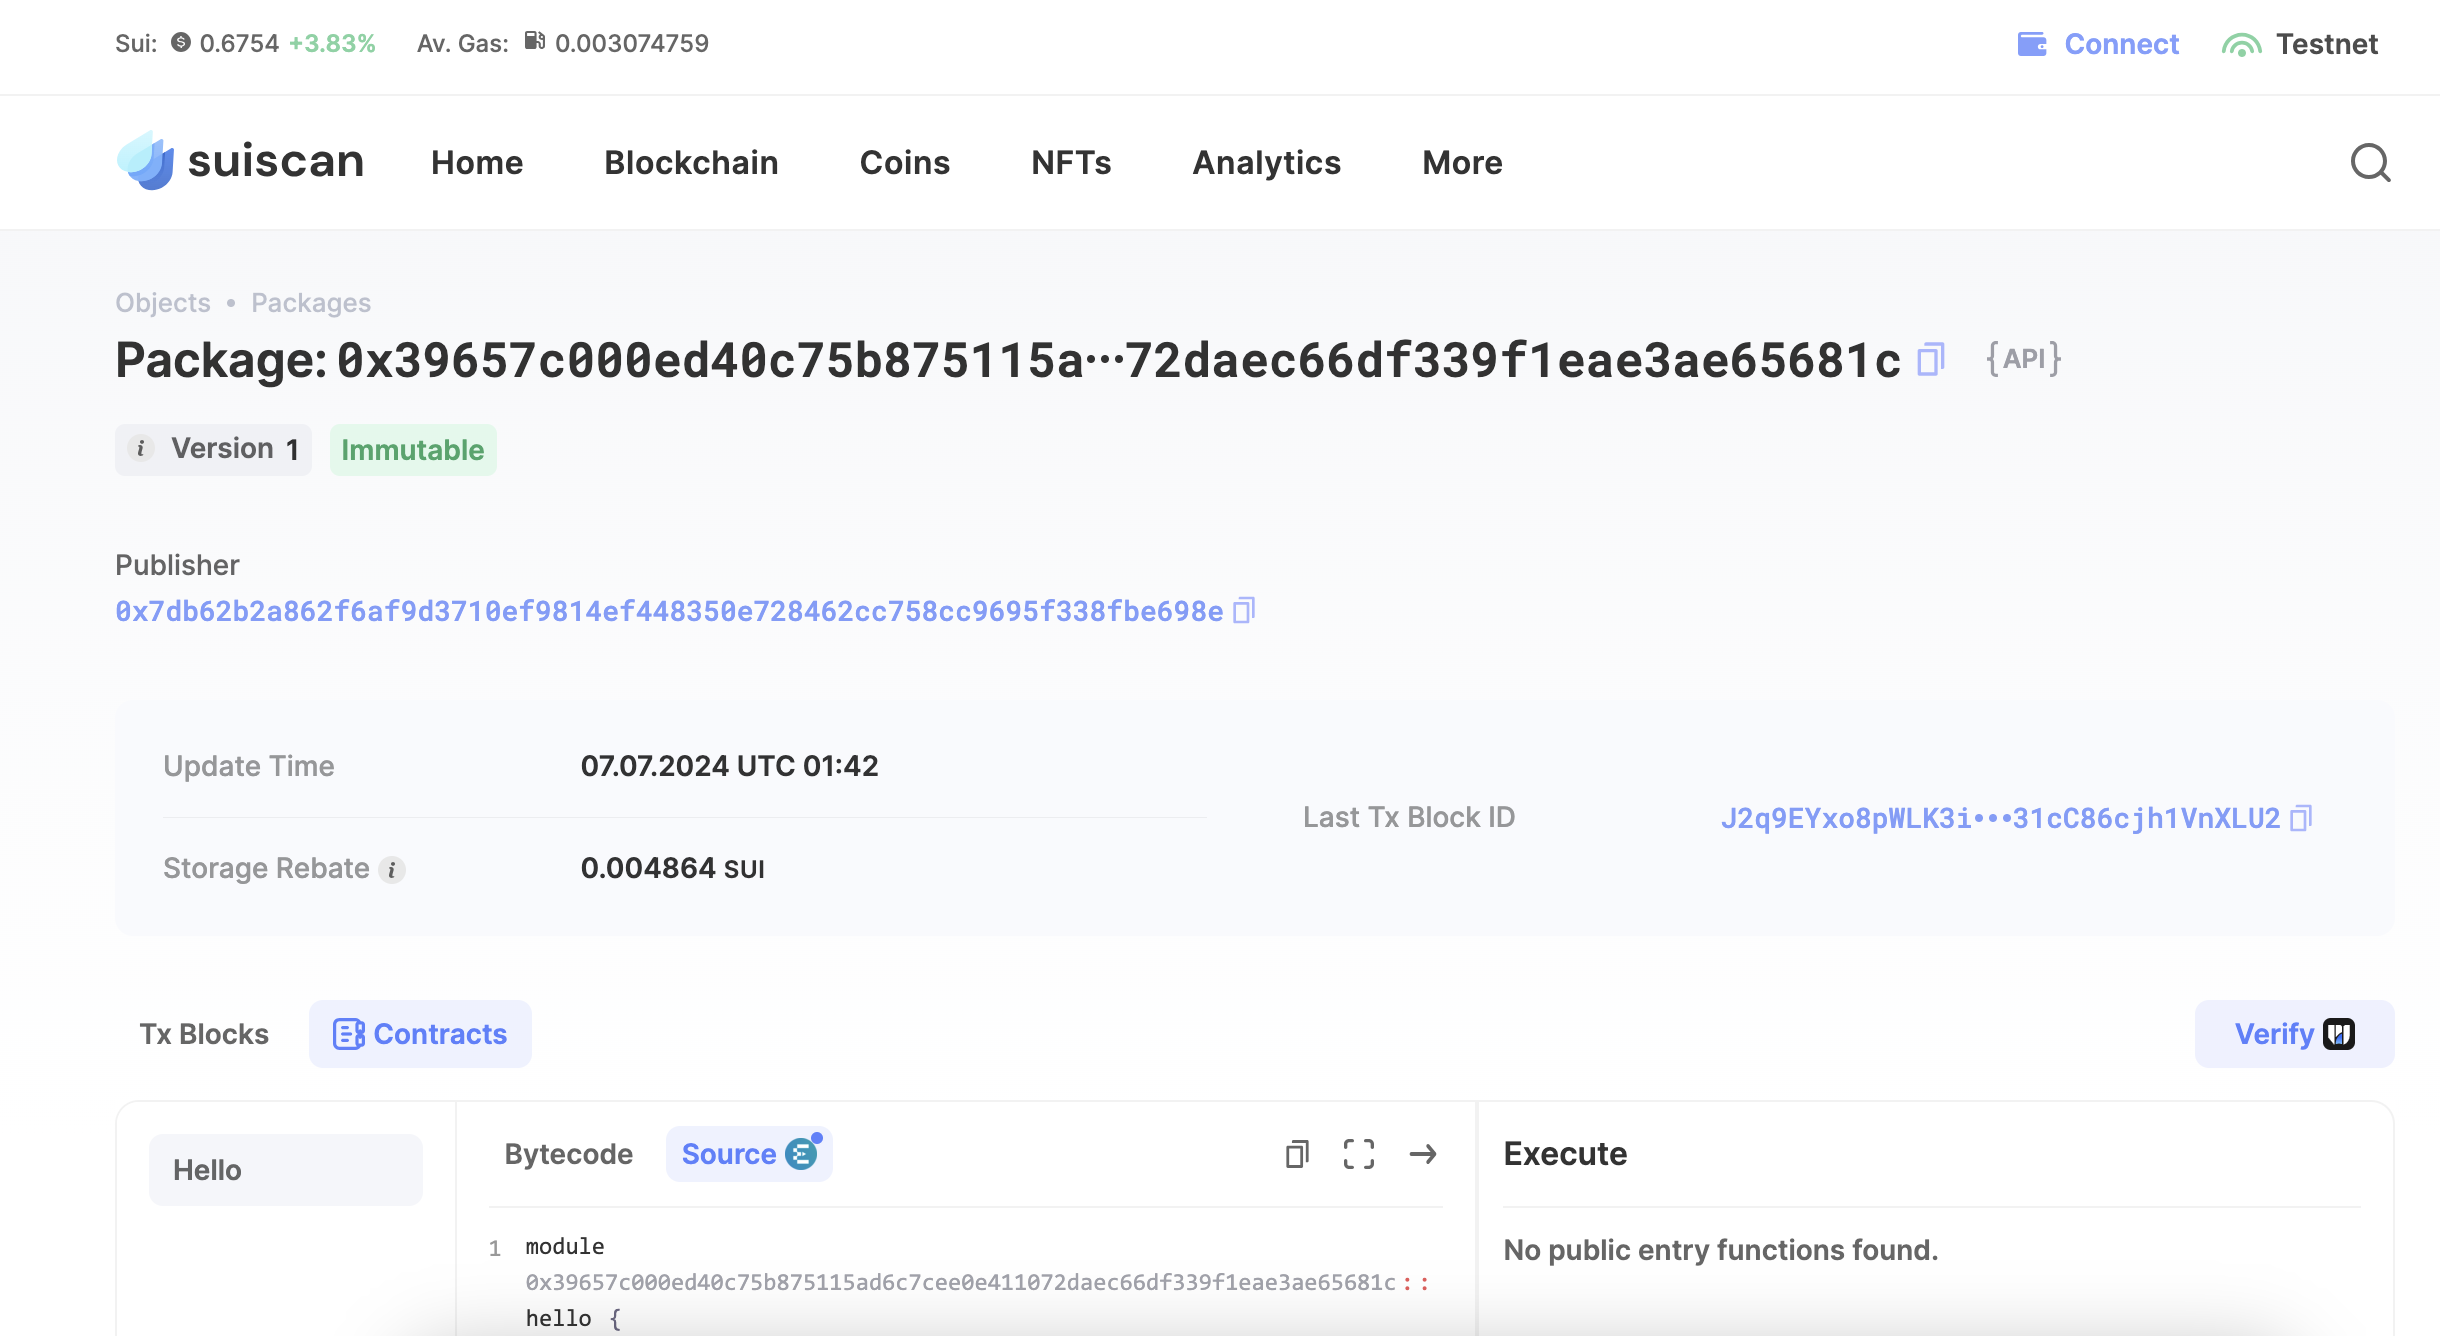 Sui: 0.6754 +3.83% Av. Gas: 0.003074759 Connect Testnet
suiscan Home Blockchain Coins NFTs Analytics More
Objects • Packages
Package: 0x39657c000ed40c75b875115a···72daec66df339f1eae3ae65681c {API}
i Version 1 Immutable
Publisher
0x7db62b2a862f6af9d3710ef9814ef448350e728462cc758cc9695f338fbe698e
Update Time 07.07.2024 UTC 01:42
Last Tx Block ID J2q9EYxo8pWLK3i•••31cC86cjh1VnXLU2
Storage Rebate i 0.004864 SUI
Tx Blocks Contracts Verify
Hello
Bytecode Source
Execute
1 module
0x39657c000ed40c75b875115ad6c7cee0e411072daec66df339f1eae3ae65681c::
hello {
No public entry functions found.